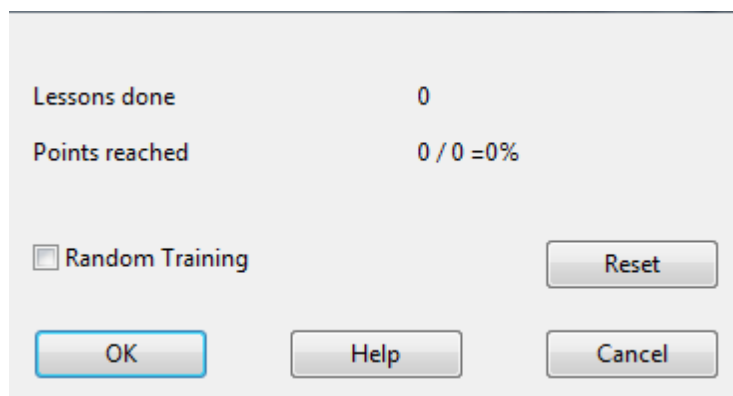 Lessons done 0
Points reached 0 / 0 =0%
Random Training
Reset
OK Help Cancel